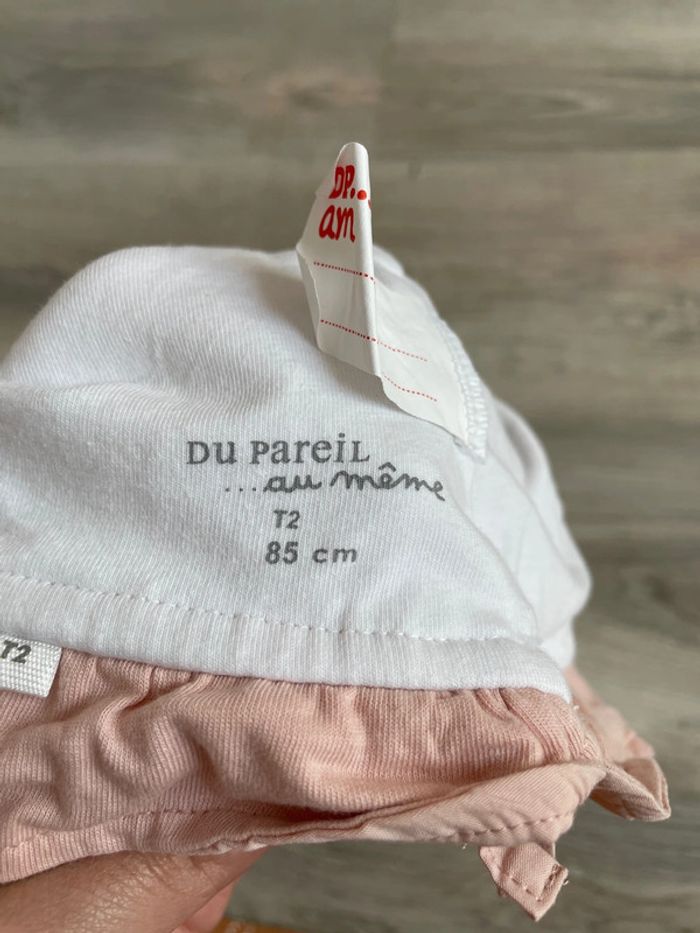 DP..
am
DU PAREIL
...au même
T2
85 cm
T2